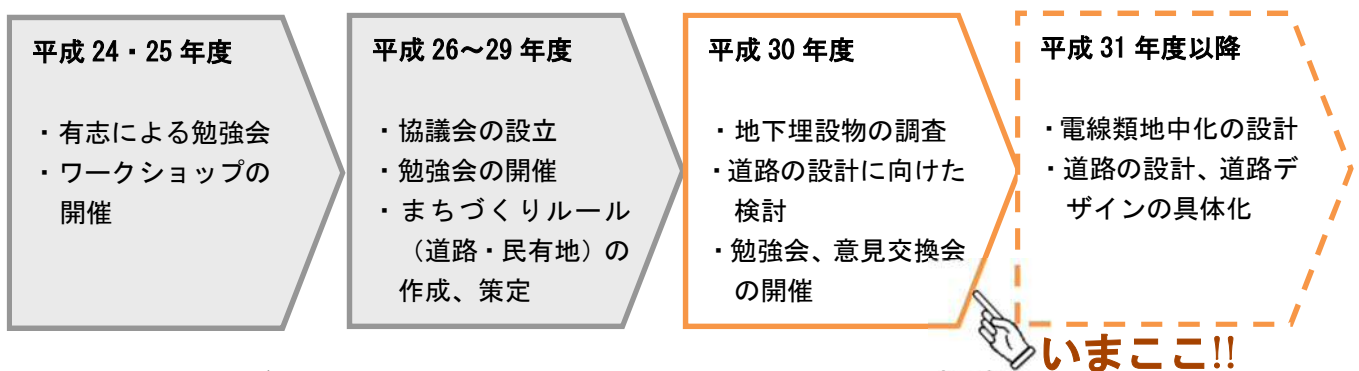 平成 24・25 年度
・有志による勉強会
・ワークショップの
開催
平成 26～29 年度
・協議会の設立
・勉強会の開催
・まちづくりルール
（道路・民有地）の
作成、策定
平成 30 年度
・地下埋設物の調査
・道路の設計に向けた
検討
・勉強会、意見交換会
の開催
平成 31 年度以降
・電線類地中化の設計
・道路の設計、道路デ
ザインの具体化
いまここ!!